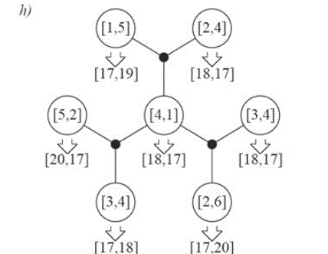 h)
[1,5] [2,4]
[17,19] [18,17]
[5,2] [4,1] [3,4]
[20,17] [18,17] [18,17]
[3,4] [2,6]
[17,18] [17,20]